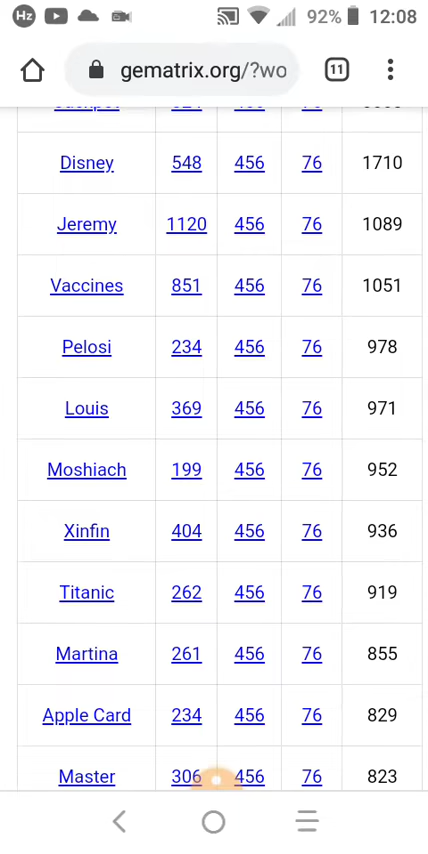 Hz 92% 12:08
gematrix.org/?wo 11
Disney 548 456 76 1710
Jeremy 1120 456 76 1089
Vaccines 851 456 76 1051
Pelosi 234 456 76 978
Louis 369 456 76 971
Moshiach 199 456 76 952
Xinfin 404 456 76 936
Titanic 262 456 76 919
Martina 261 456 76 855
Apple Card 234 456 76 829
Master 306 456 76 823